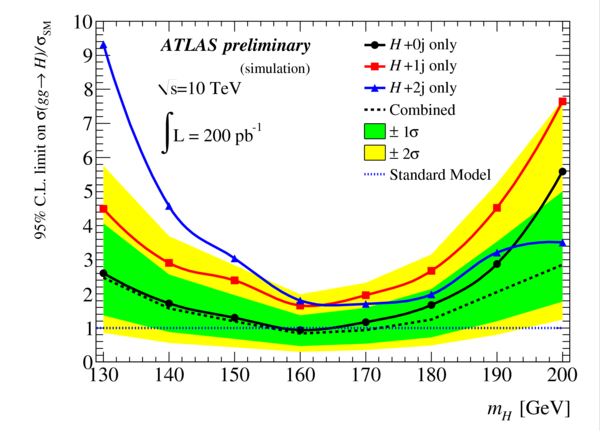 95% C.L. limit on σ(gg→ H)/σSM
10
9
8
7
6
5
4
3
2
1
0
ATLAS preliminary
(simulation)
√s=10 TeV
∫L = 200 pb⁻¹
H+0j only
H+1j only
H+2j only
Combined
± 1σ
± 2σ
Standard Model
130 140 150 160 170 180 190 200
mH [GeV]